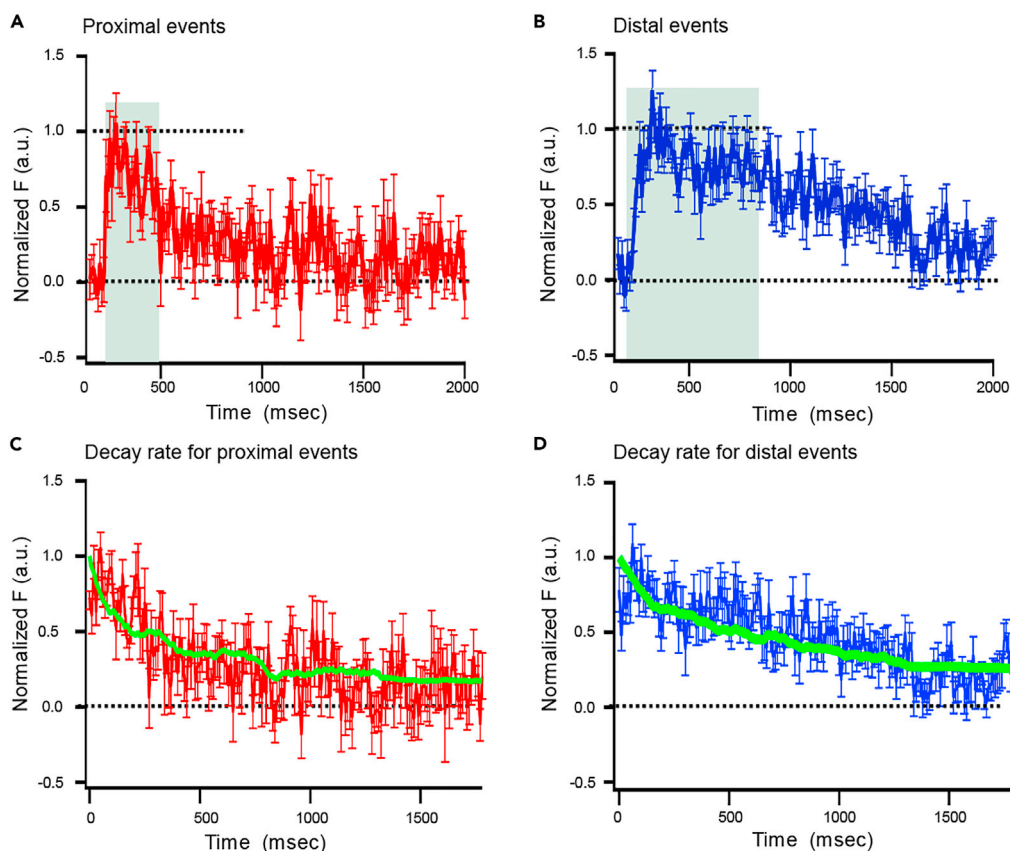 A
Proximal events
1.5
1.0
0.5
0.0
-0.5
Normalized F (a.u.)
0
500
1000
1500
2000
Time (msec)
B
Distal events
1.5
1.0
0.5
0.0
-0.5
Normalized F (a.u.)
0
500
1000
1500
2000
Time (msec)
C
Decay rate for proximal events
1.5
1.0
0.5
0.0
-0.5
Normalized F (a.u.)
0
500
1000
1500
Time (msec)
D
Decay rate for distal events
1.5
1.0
0.5
0.0
-0.5
Normalized F (a.u.)
0
500
1000
1500
Time (msec)